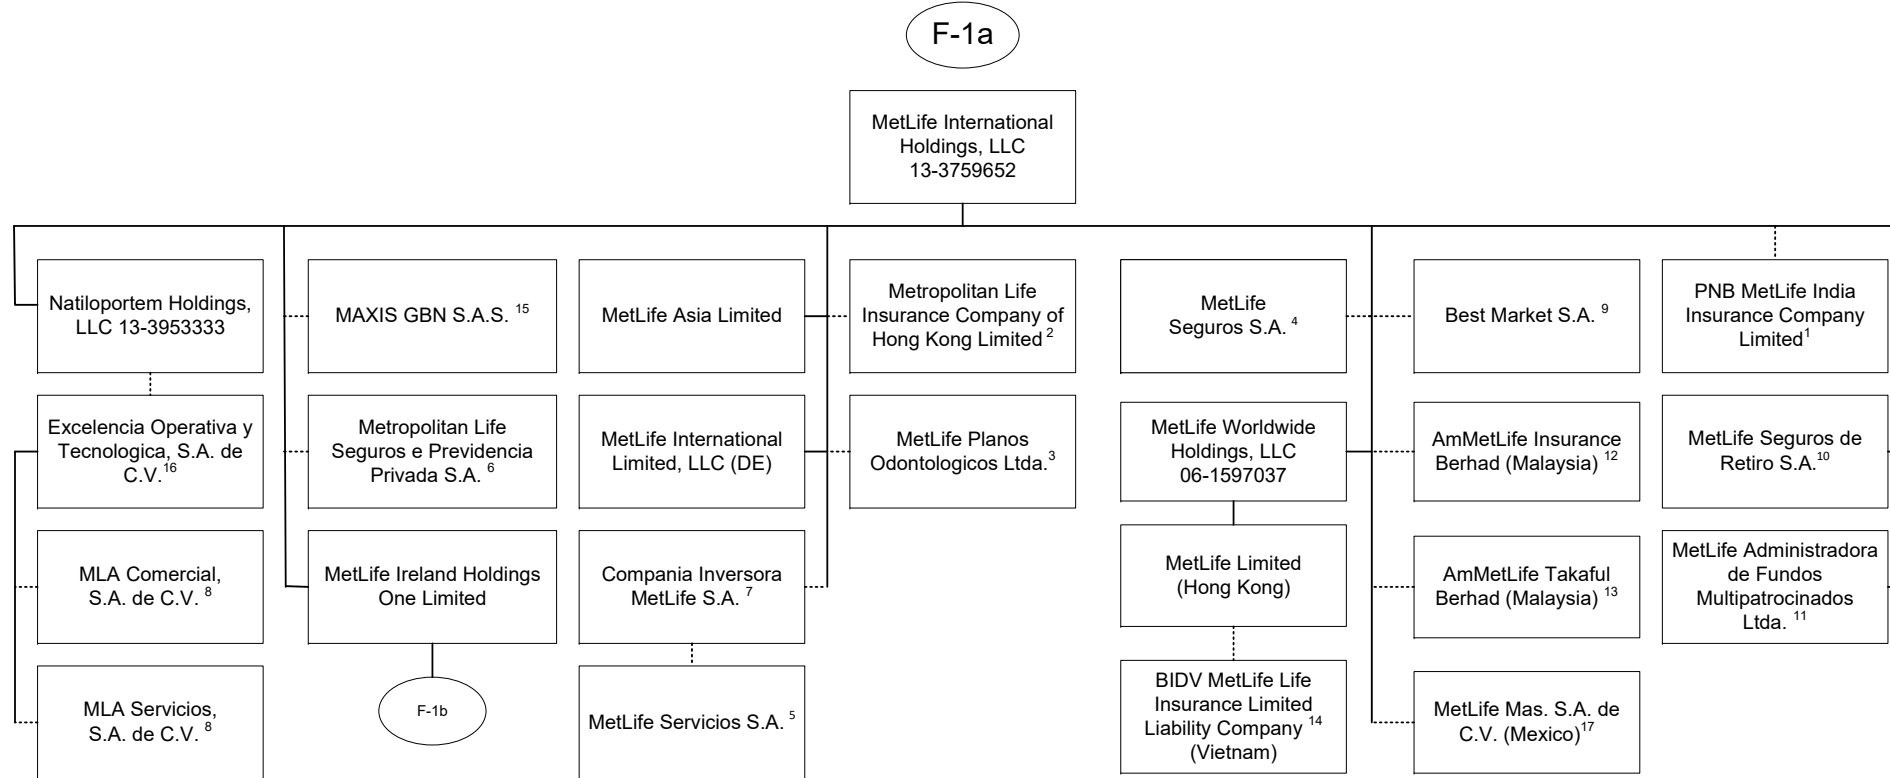 F-1a
MetLife International
Holdings, LLC
13-3759652
Natiloportem Holdings,
LLC 13-3953333
MAXIS GBN S.A.S. 15
MetLife Asia Limited
Metropolitan Life
Insurance Company of
Hong Kong Limited 2
MetLife
Seguros S.A. 4
Best Market S.A. 9
PNB MetLife India
Insurance Company
Limited1
Excelencia Operativa y
Tecnologica, S.A. de
C.V.16
Metropolitan Life
Seguros e Previdencia
Privada S.A. 6
MetLife International
Limited, LLC (DE)
MetLife Planos
Odontologicos Ltda.3
MetLife Worldwide
Holdings, LLC
06-1597037
AmMetLife Insurance
Berhad (Malaysia) 12
MetLife Seguros de
Retiro S.A.10
MLA Comercial,
S.A. de C.V. 8
MetLife Ireland Holdings
One Limited
Compania Inversora
MetLife S.A. 7
MetLife Limited
(Hong Kong)
AmMetLife Takaful
Berhad (Malaysia) 13
MetLife Administradora
de Fundos
Multipatrocinados
Ltda. 11
MLA Servicios,
S.A. de C.V. 8
F-1b
MetLife Servicios S.A. 5
BIDV MetLife Life
Insurance Limited
Liability Company 14
(Vietnam)
MetLife Mas. S.A. de
C.V. (Mexico)17